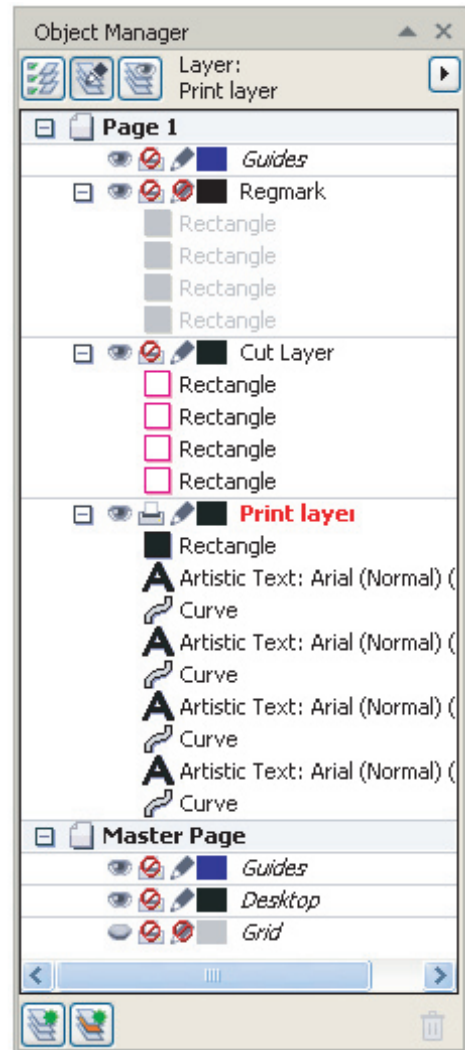 Object Manager
Layer:
Print layer
Page 1
Guides
Regmark
Rectangle
Rectangle
Rectangle
Rectangle
Cut Layer
Rectangle
Rectangle
Rectangle
Rectangle
Print layer
Rectangle
Artistic Text: Arial (Normal) (
Curve
Artistic Text: Arial (Normal) (
Curve
Artistic Text: Arial (Normal) (
Curve
Artistic Text: Arial (Normal) (
Curve
Master Page
Guides
Desktop
Grid